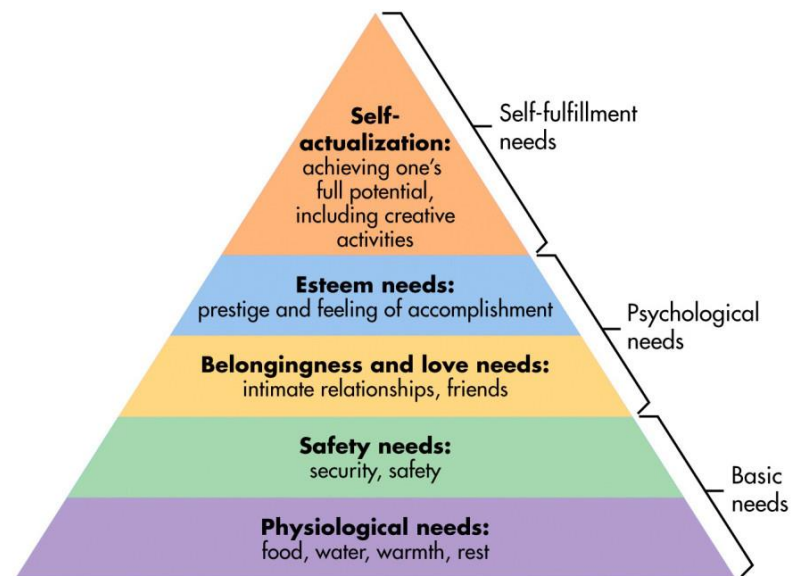 Self-
actualization:
achieving one's
full potential,
including creative
activities
Self-fulfillment
needs
Esteem needs:
prestige and feeling of accomplishment
Psychological
needs
Belongingness and love needs:
intimate relationships, friends
Safety needs:
security, safety
Basic
needs
Physiological needs:
food, water, warmth, rest